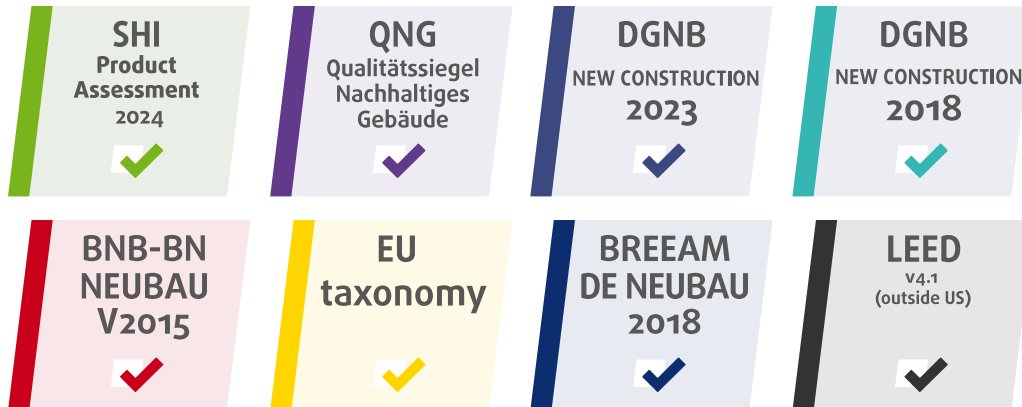 SHI
Product
Assessment
2024
QNG
Qualitätssiegel
Nachhaltiges
Gebäude
DGNB
NEW CONSTRUCTION
2023
DGNB
NEW CONSTRUCTION
2018
BNB-BN
NEUBAU
V2015
EU
taxonomy
BREEAM
DE NEUBAU
2018
LEED
v4.1
(outside US)